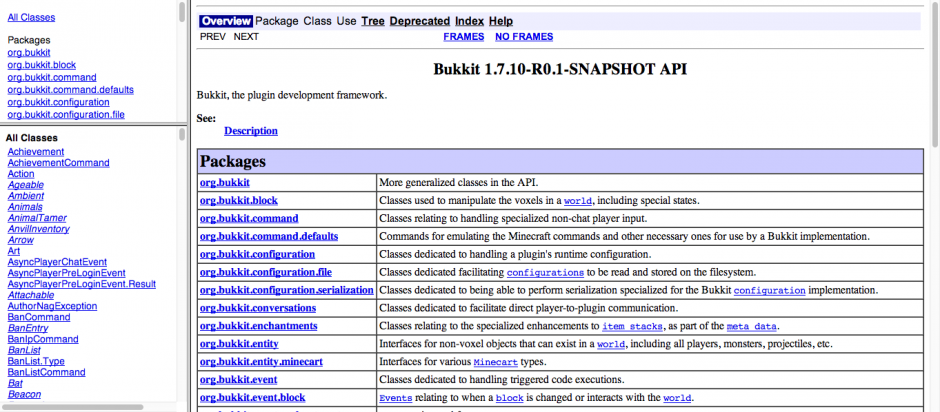 All Classes
Packages
org.bukkit
org.bukkit.block
org.bukkit.command
org.bukkit.command.defaults
org.bukkit.configuration
org.bukkit.configuration.file
All Classes
Achievement
AchievementCommand
Action
Ageable
Ambient
Animals
AnimalTamer
AnvilInventory
Arrow
Art
AsyncPlayerChatEvent
AsyncPlayerPreLoginEvent
AsyncPlayerPreLoginEvent.Result
Attachable
AuthorNagException
BanCommand
BanEntry
BanIpCommand
BanList
BanList.Type
BanListCommand
Bat
Beacon
Overview Package Class Use Tree Deprecated Index Help
PREV NEXT FRAMES NO FRAMES
Bukkit 1.7.10-R0.1-SNAPSHOT API
Bukkit, the plugin development framework.
See:
Description
Packages
org.bukkit More generalized classes in the API.
org.bukkit.block Classes used to manipulate the voxels in a world, including special states.
org.bukkit.command Classes relating to handling specialized non-chat player input.
org.bukkit.command.defaults Commands for emulating the Minecraft commands and other necessary ones for use by a Bukkit implementation.
org.bukkit.configuration Classes dedicated to handling a plugin's runtime configuration.
org.bukkit.configuration.file Classes dedicated facilitating configurations to be read and stored on the filesystem.
org.bukkit.configuration.serialization Classes dedicated to being able to perform serialization specialized for the Bukkit configuration implementation.
org.bukkit.conversations Classes dedicated to facilitate direct player-to-plugin communication.
org.bukkit.enchantments Classes relating to the specialized enhancements to item stacks, as part of the meta data.
org.bukkit.entity Interfaces for non-voxel objects that can exist in a world, including all players, monsters, projectiles, etc.
org.bukkit.entity.minecart Interfaces for various Minecart types.
org.bukkit.event Classes dedicated to handling triggered code executions.
org.bukkit.event.block Events relating to when a block is changed or interacts with the world.